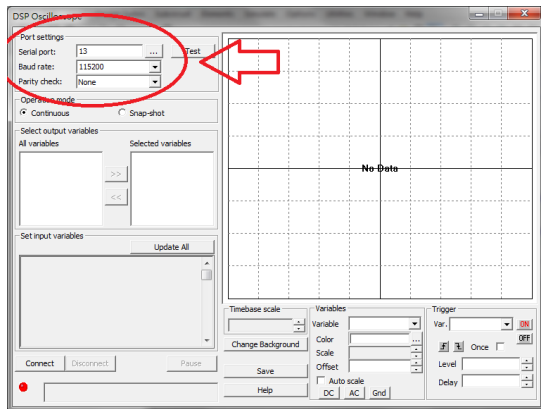 DSP Oscilloscope
Port settings
Serial port: 13 ... Test
Baud rate: 115200
Parity check: None
Operation mode
Continuous Snap-shot
Select output variables
All variables Selected variables
>>
<<
Set input variables
Update All
Connect Disconnect Pause
No Data
Timebase scale
Change Background
Save
Help
Variables
Variable
Color ...
Scale
Offset
Auto scale
DC AC Gnd
Trigger
Var. ON
OFF
Once
Level
Delay